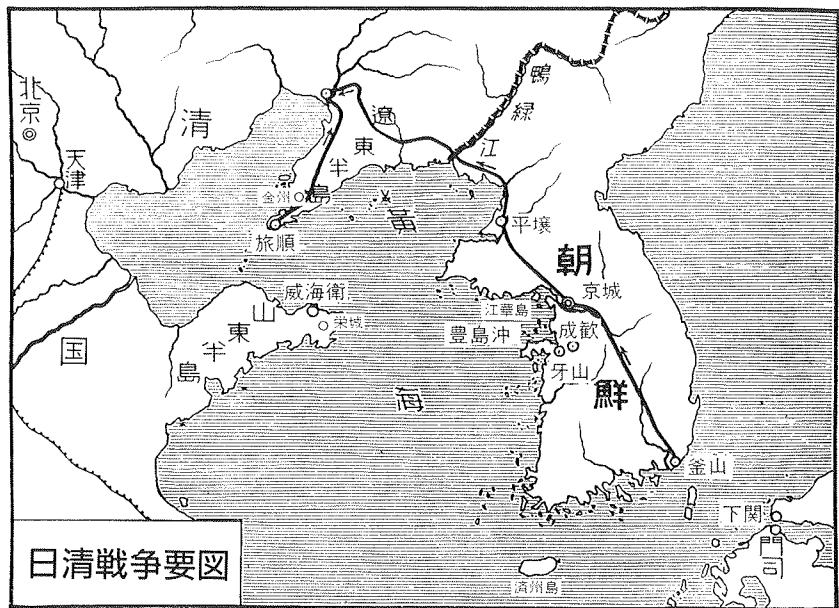 北京
天津
清国
遼東半島
金州
旅順
鴨緑江
黄海
平壌
朝鮮
京城
江華島
豊島沖
成歓
牙山
威海衛
栄城
山東半島
釜山
下関
門司
済州島
日清戦争要図